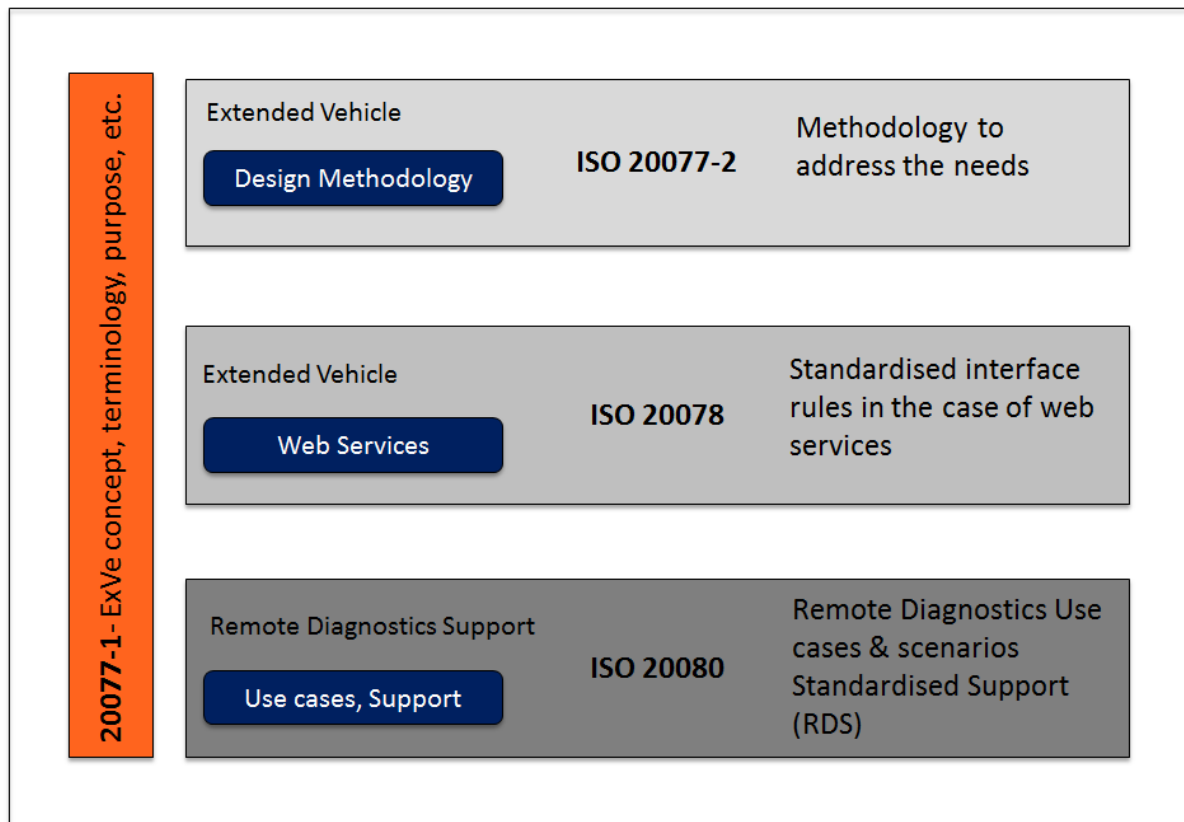 20077-1- ExVe concept, terminology, purpose, etc.
Extended Vehicle
Design Methodology
ISO 20077-2
Methodology to
address the needs
Extended Vehicle
Web Services
ISO 20078
Standardised interface
rules in the case of web
services
Remote Diagnostics Support
Use cases, Support
ISO 20080
Remote Diagnostics Use
cases & scenarios
Standardised Support
(RDS)